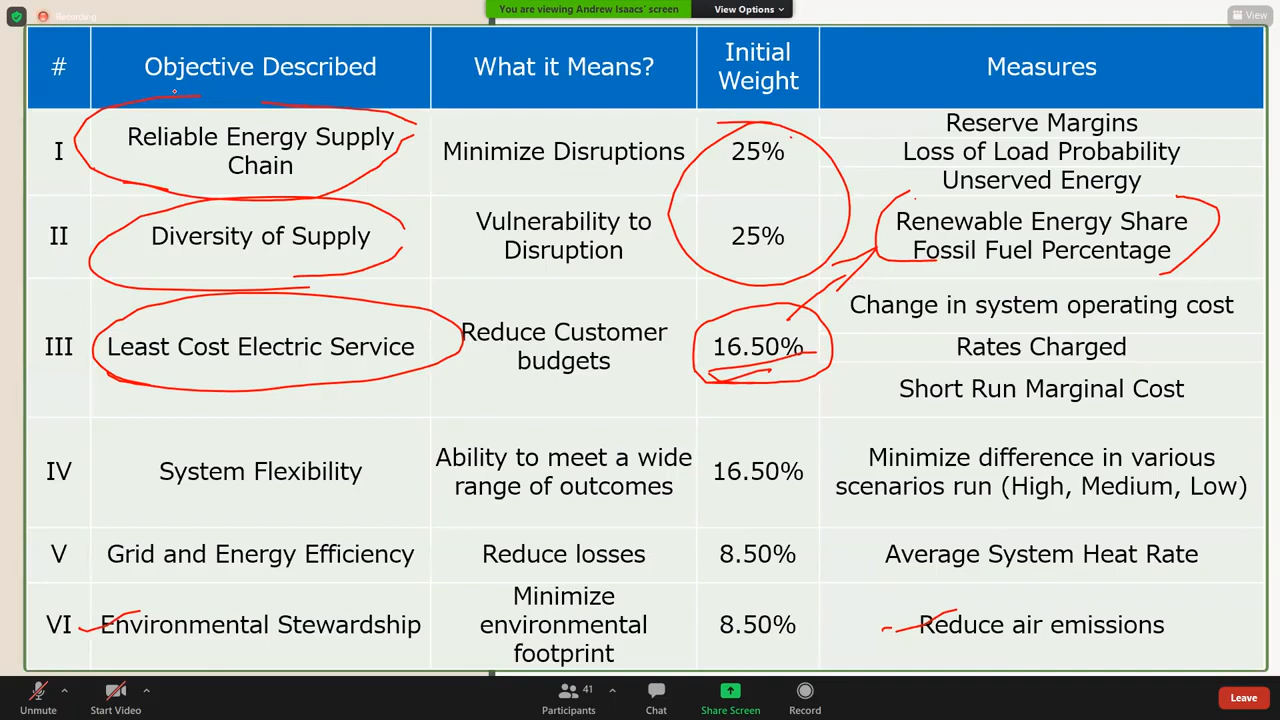 Recording
You are viewing Andrew Isaacs' screen
View Options
View
#
Objective Described
What it Means?
Initial
Weight
Measures
I
Reliable Energy Supply
Chain
Minimize Disruptions
25%
Reserve Margins
Loss of Load Probability
Unserved Energy
II
Diversity of Supply
Vulnerability to
Disruption
25%
Renewable Energy Share
Fossil Fuel Percentage
III
Least Cost Electric Service
Reduce Customer
budgets
16.50%
Change in system operating cost
Rates Charged
Short Run Marginal Cost
IV
System Flexibility
Ability to meet a wide
range of outcomes
16.50%
Minimize difference in various
scenarios run (High, Medium, Low)
V
Grid and Energy Efficiency
Reduce losses
8.50%
Average System Heat Rate
VI
Environmental Stewardship
Minimize
environmental
footprint
8.50%
Reduce air emissions
Unmute
Start Video
41
Participants
Chat
Share Screen
Record
Leave